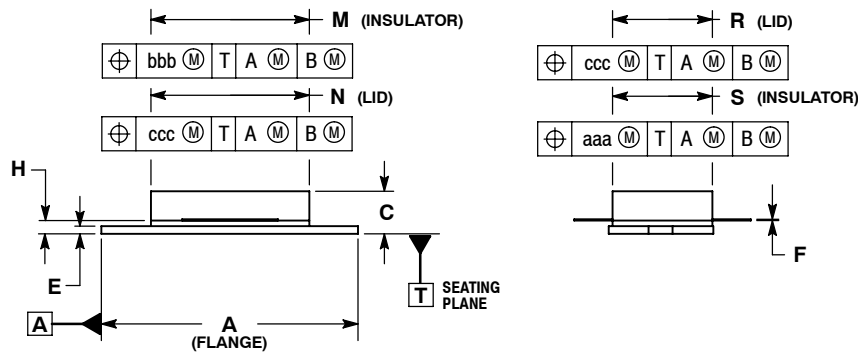 M (INSULATOR)
⌖ bbb Ⓜ T A Ⓜ B Ⓜ
N (LID)
⌖ ccc Ⓜ T A Ⓜ B Ⓜ
R (LID)
⌖ ccc Ⓜ T A Ⓜ B Ⓜ
S (INSULATOR)
⌖ aaa Ⓜ T A Ⓜ B Ⓜ
H
C
E
F
T SEATING
PLANE
A
A
(FLANGE)